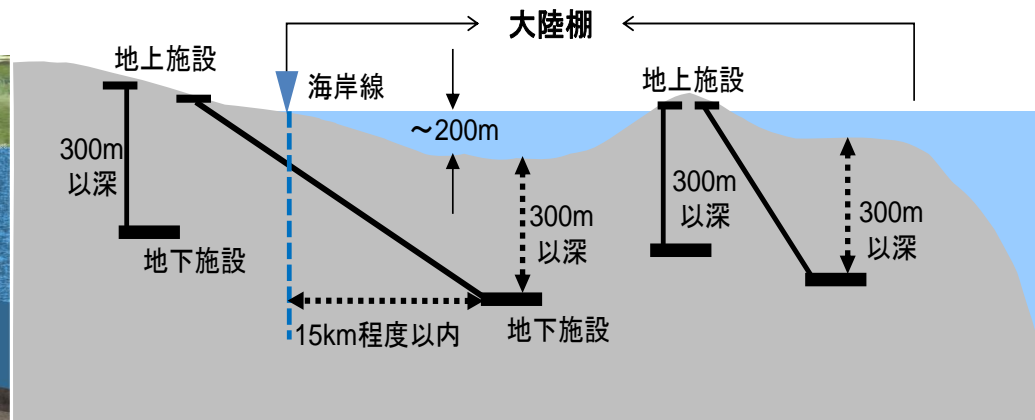 大陸棚
地上施設
海岸線
地上施設
~200m
300m
以深
300m
以深
300m
以深
300m
以深
地下施設
15km程度以内
地下施設